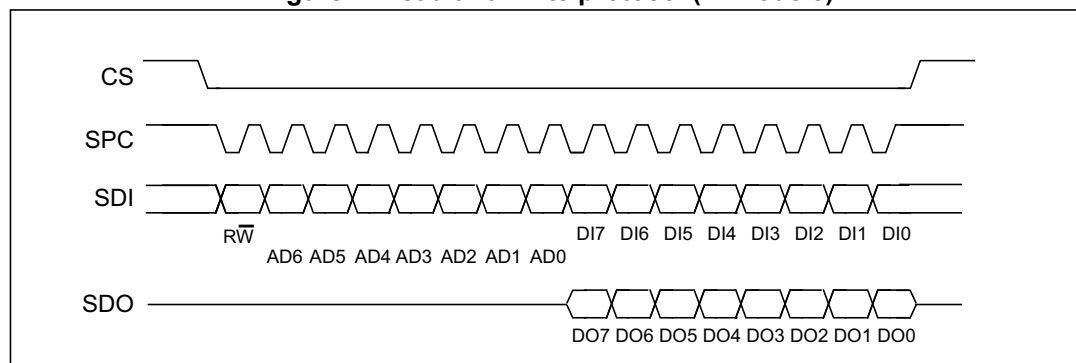 CS
SPC
SDI
RW
DI7 DI6 DI5 DI4 DI3 DI2 DI1 DI0
AD6 AD5 AD4 AD3 AD2 AD1 AD0
SDO
DO7 DO6 DO5 DO4 DO3 DO2 DO1 DO0